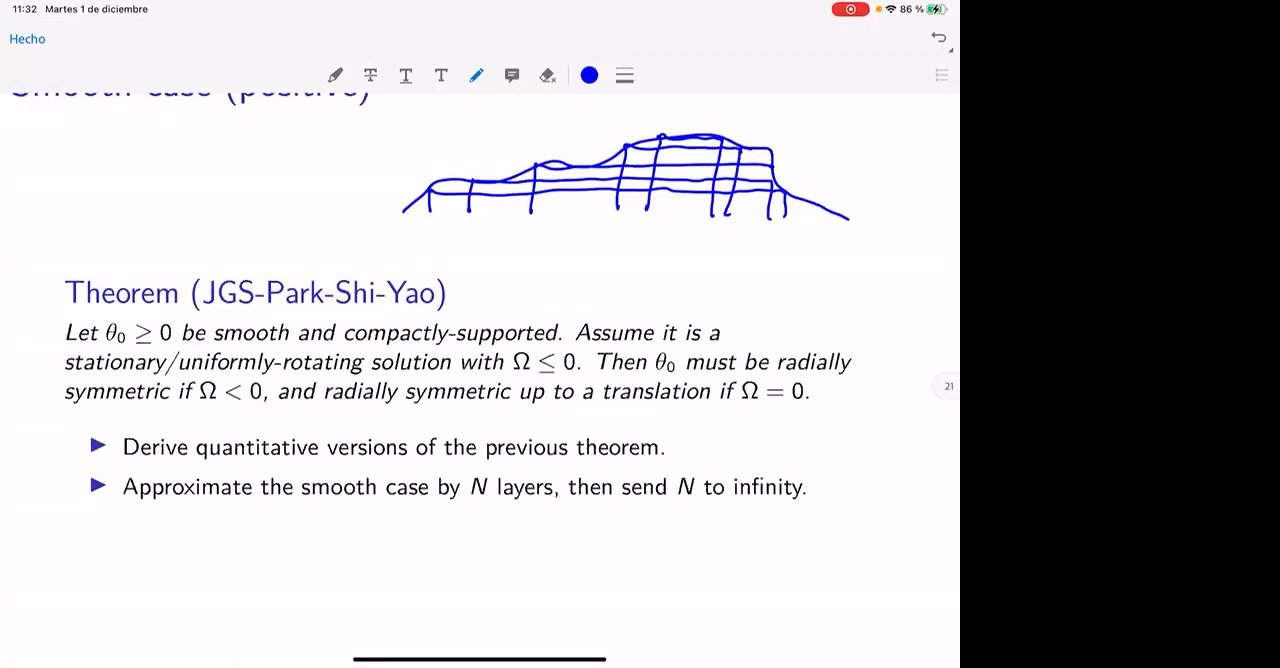 11:32 Martes 1 de diciembre
86 %
Hecho
Smooth case (positive)
Theorem (JGS-Park-Shi-Yao)
Let θ₀ ≥ 0 be smooth and compactly-supported. Assume it is a
stationary/uniformly-rotating solution with Ω ≤ 0. Then θ₀ must be radially
symmetric if Ω < 0, and radially symmetric up to a translation if Ω = 0.
21
▶ Derive quantitative versions of the previous theorem.
▶ Approximate the smooth case by N layers, then send N to infinity.